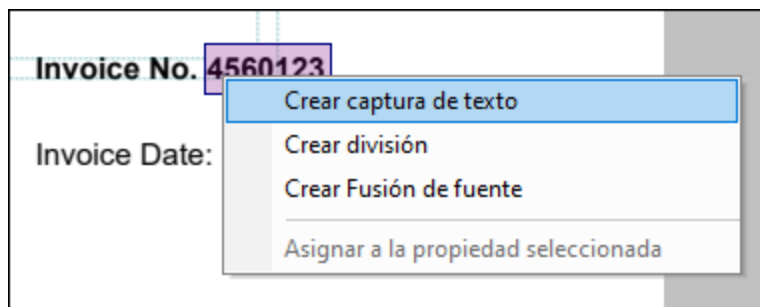 Invoice No. 4560123
Crear captura de texto
Crear división
Invoice Date:
Crear Fusión de fuente
Asignar a la propiedad seleccionada